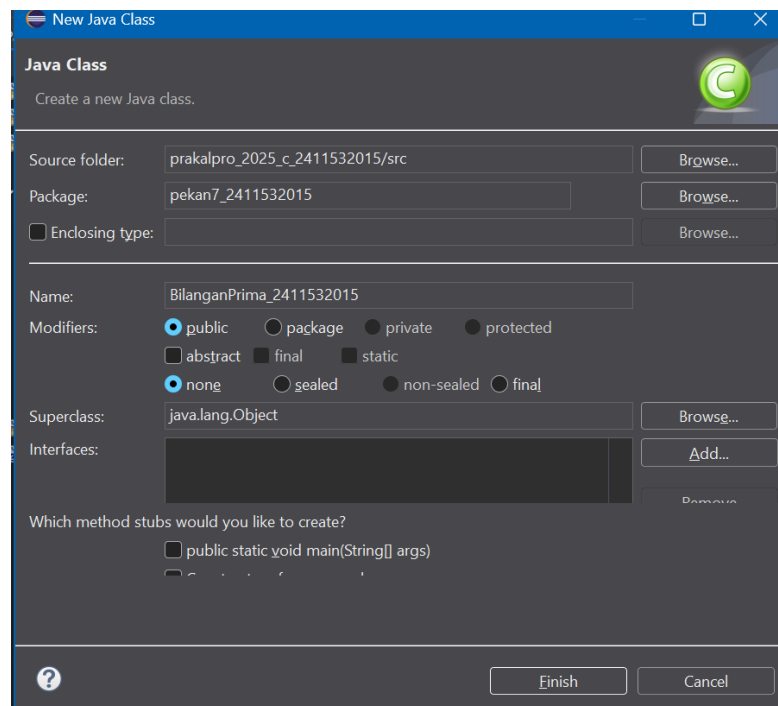 New Java Class
Java Class
Create a new Java class.
Source folder: prakalpro_2025_c_2411532015/src Browse...
Package: pekan7_2411532015 Browse...
Enclosing type: Browse...
Name: BilanganPrima_2411532015
Modifiers: public package private protected
abstract final static
none sealed non-sealed final
Superclass: java.lang.Object Browse...
Interfaces: Add...
Remove
Which method stubs would you like to create?
public static void main(String[] args)
Finish Cancel